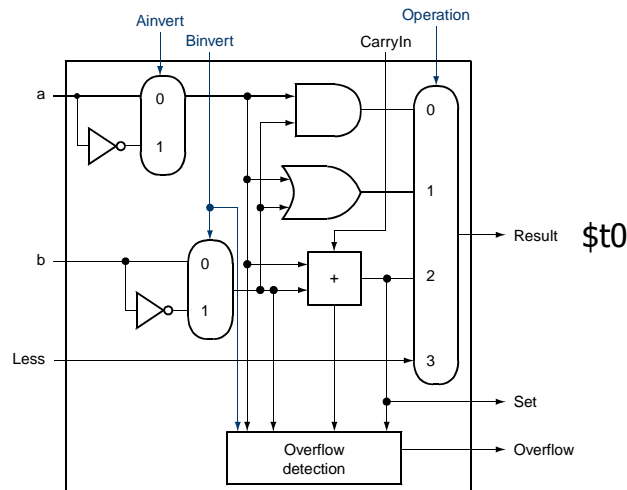 Ainvert
Binvert
CarryIn
Operation
a
0
1
0
1
b
0
1
+
2
Result
$t0
Less
3
Set
Overflow
detection
Overflow